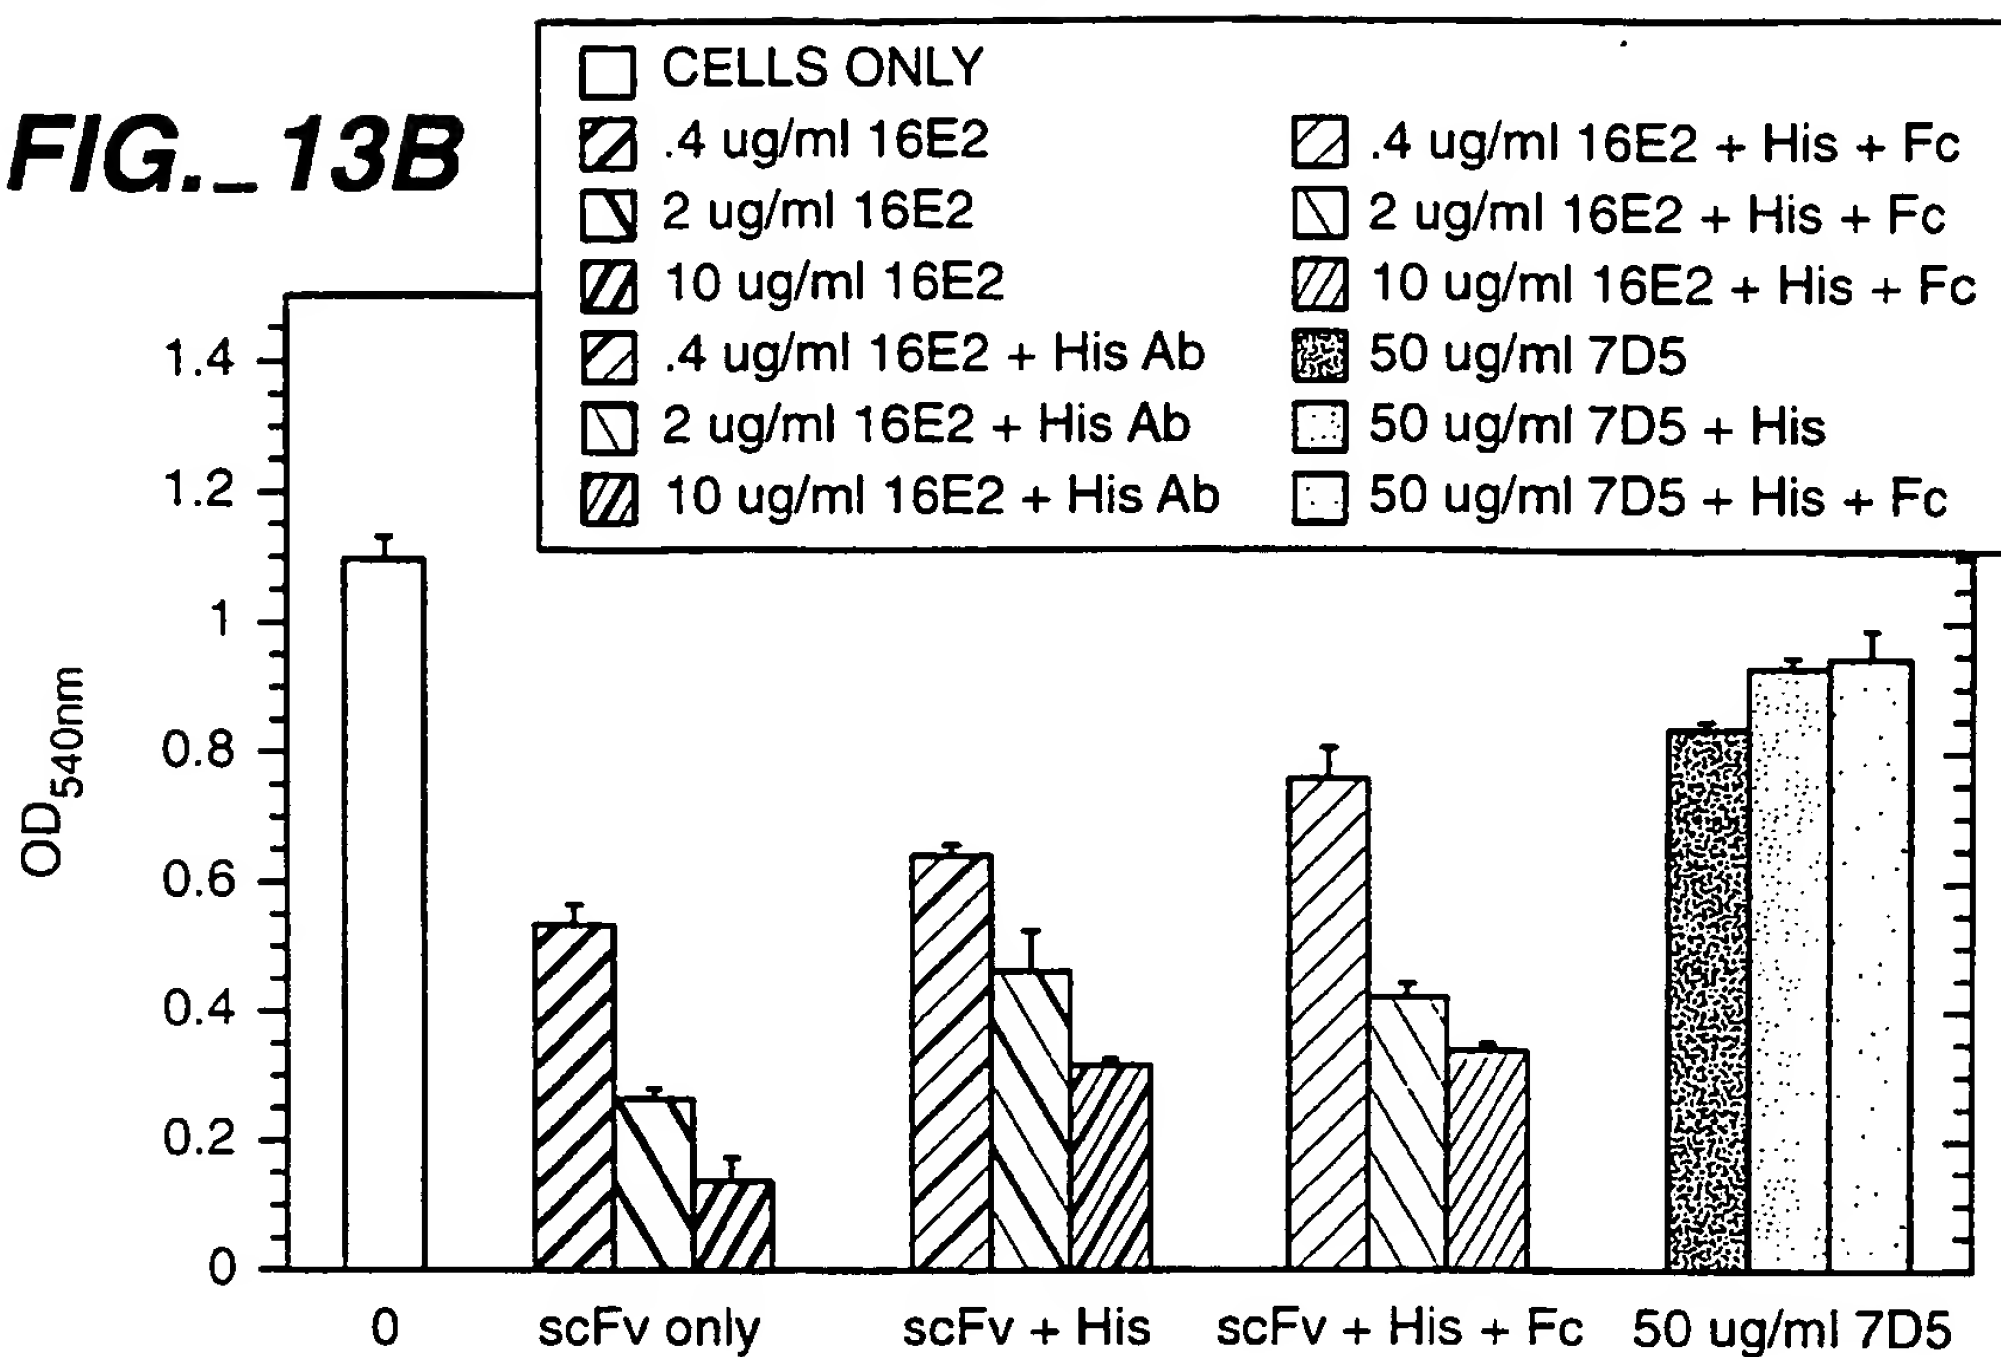 FIG._ 13B
CELLS ONLY
.4 ug/ml 16E2
2 ug/ml 16E2
10 ug/ml 16E2
.4 ug/ml 16E2 + His Ab
2 ug/ml 16E2 + His Ab
10 ug/ml 16E2 + His Ab
.4 ug/ml 16E2 + His + Fc
2 ug/ml 16E2 + His + Fc
10 ug/ml 16E2 + His + Fc
50 ug/ml 7D5
50 ug/ml 7D5 + His
50 ug/ml 7D5 + His + Fc
OD540nm
1.4
1.2
1
0.8
0.6
0.4
0.2
0
0 scFv only scFv + His scFv + His + Fc 50 ug/ml 7D5